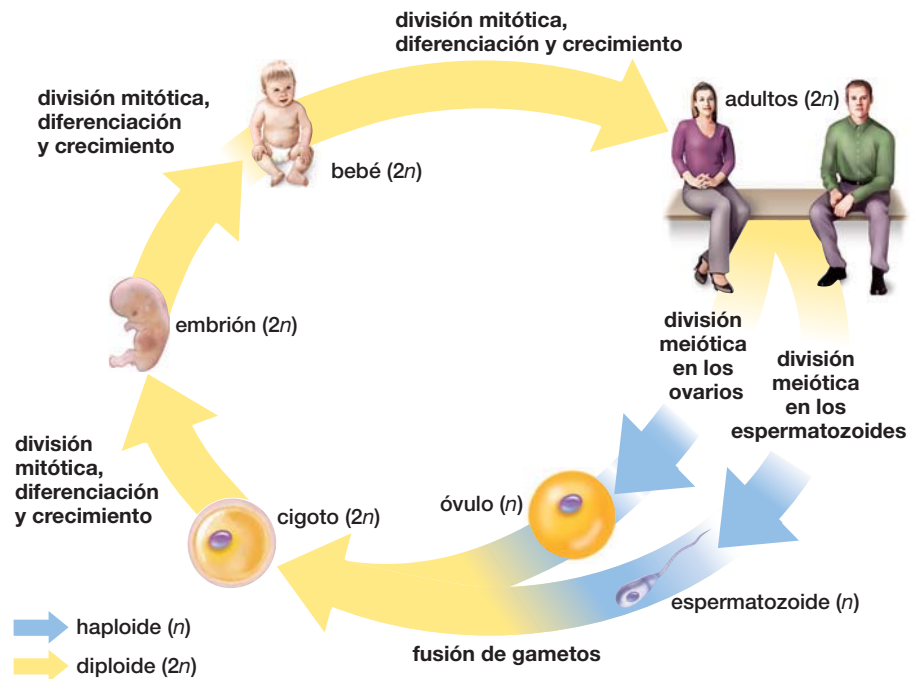 división mitótica,
diferenciación y crecimiento
división mitótica,
diferenciación
y crecimiento
bebé (2n)
adultos (2n)
embrión (2n)
división
meiótica
en los
ovarios
división
meiótica
en los
espermatozoides
división
mitótica,
diferenciación
y crecimiento
cigoto (2n)
óvulo (n)
espermatozoide (n)
fusión de gametos
haploide (n)
diploide (2n)